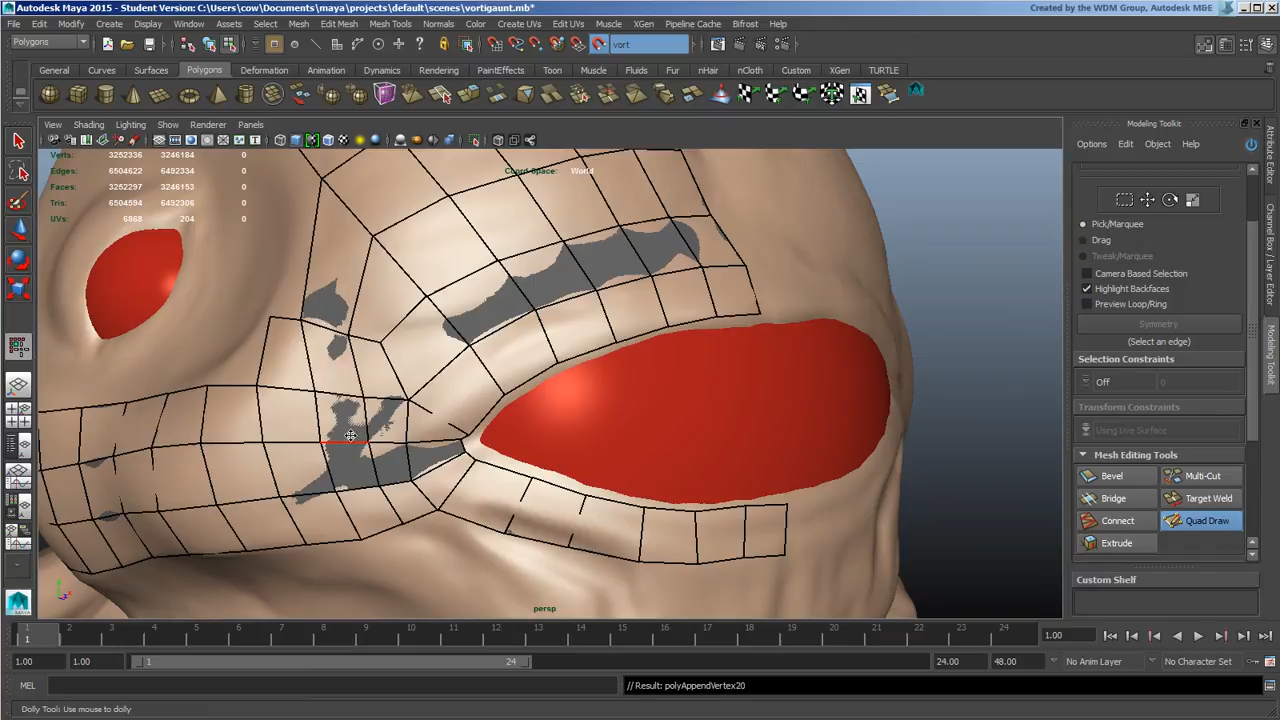 Autodesk Maya 2015 - Student Version: C:\Users\cow\Documents\maya\projects\default\scenes\vortigaunt.mb*
Created by the WDM Group, Autodesk MGE
File Edit Modify Create Display Window Assets Select Mesh Edit Mesh Mesh Tools Normals Color Create UVs Edit UVs Muscle XGen Pipeline Cache Bifrost Help
Polygons vort
General Curves Surfaces Polygons Deformation Animation Dynamics Rendering PaintEffects Toon Muscle Fluids Fur nHair nCloth Custom XGen TURTLE
View Shading Lighting Show Renderer Panels
Modeling Toolkit
Object Edit Help
Verts: 3252336 3246184 0
Edges: 6504622 6492334 0
Faces: 3252297 3246153 0
Tris: 6504594 6492306 0
UVs: 6868 204 0
Coord Space: World
Pick/Marquee
Drag
Tweak/Marquee
Camera Based Selection
Highlight Backfaces
Preview Loop/Ring
Symmetry
(Select an edge)
Selection Constraints
Off 0
Transform Constraints
Using Live Surface
Mesh Editing Tools
Bevel Multi-Cut
Bridge Target Weld
Connect Quad Draw
Extrude
Custom Shelf
Attribute Editor
Channel Box / Layer Editor
Modeling Toolkit
persp
1 2 3 4 5 6 7 8 9 10 11 12 13 14 15 16 17 18 19 20 21 22 23 24
1 1.00
1.00 1.00 1 24 24.00 48.00 No Anim Layer No Character Set
MEL // Result: polyAppendVertex20
Dolly Tool: Use mouse to dolly